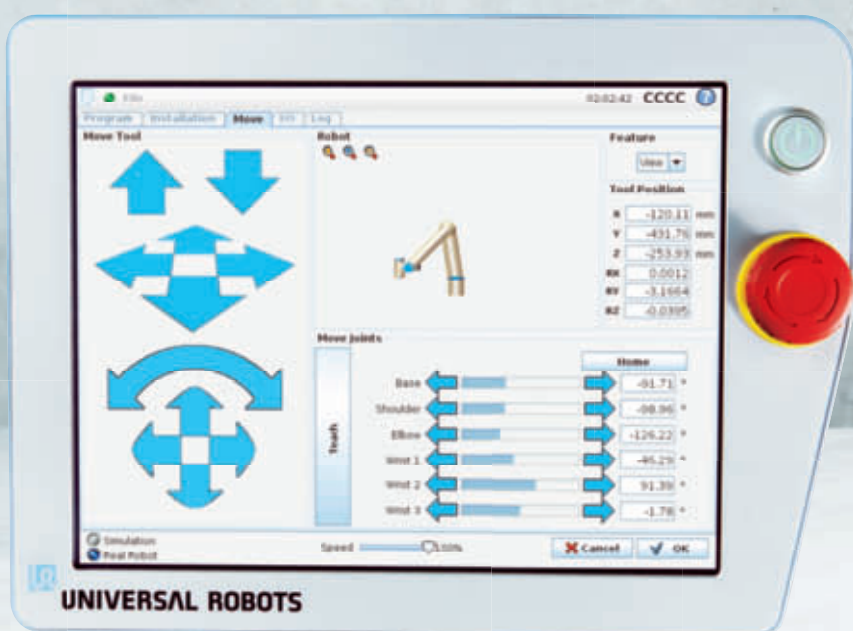 File 02:02:42 CCCC ?
Program Installation Move I/O Log
Move Tool
Robot
Feature
View
Tool Position
X -120.11 mm
Y -431.76 mm
Z -253.93 mm
RX 0.0012
RY -3.1664
RZ -0.0395
Move Joints
Teach
Home
Base -91.71 °
Shoulder -98.96 °
Elbow -126.22 °
Wrist 1 -46.29 °
Wrist 2 91.39 °
Wrist 3 -1.78 °
Simulation
Real Robot
Speed 100%
Cancel
OK
UR
UNIVERSAL ROBOTS